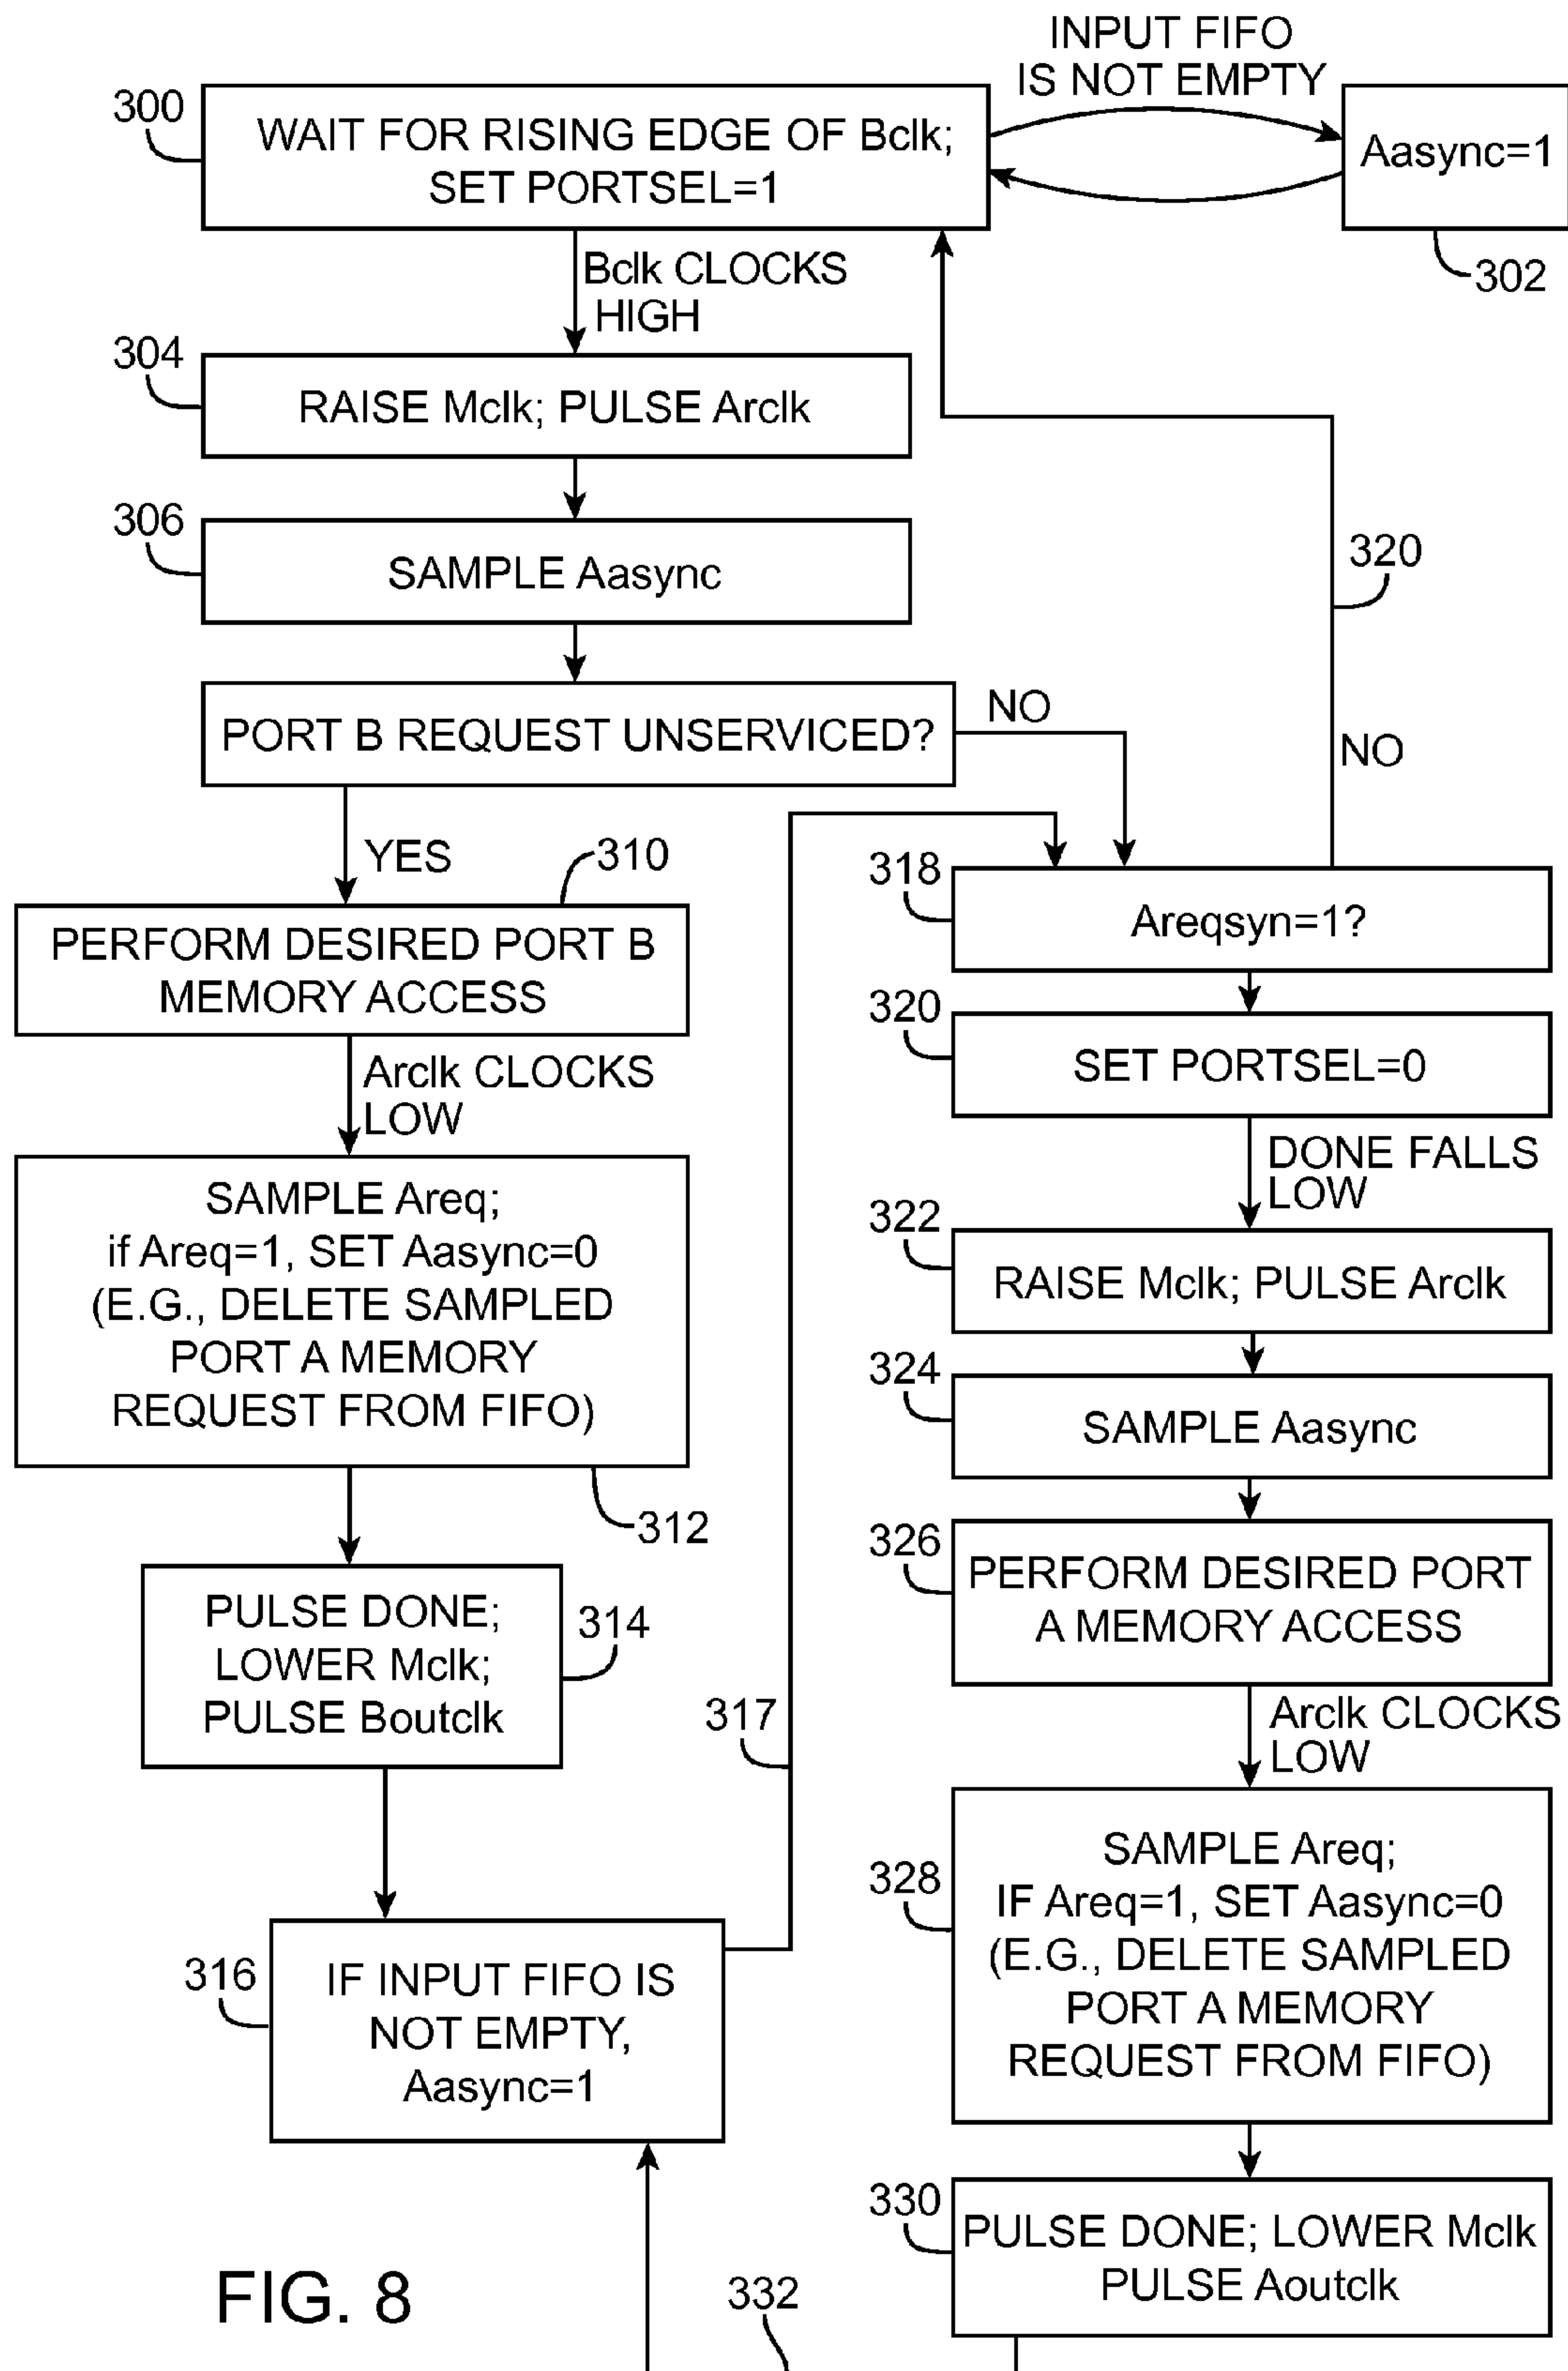 INPUT FIFO
IS NOT EMPTY
300
WAIT FOR RISING EDGE OF Bclk;
SET PORTSEL=1
Aasync=1
302
Bclk CLOCKS
HIGH
304
RAISE Mclk; PULSE Arclk
306
SAMPLE Aasync
320
PORT B REQUEST UNSERVICED?
NO
NO
YES
310
PERFORM DESIRED PORT B
MEMORY ACCESS
Arclk CLOCKS
LOW
SAMPLE Areq;
if Areq=1, SET Aasync=0
(E.G., DELETE SAMPLED
PORT A MEMORY
REQUEST FROM FIFO)
312
PULSE DONE;
LOWER Mclk;
PULSE Boutclk
314
316
IF INPUT FIFO IS
NOT EMPTY,
Aasync=1
317
318
Areqsyn=1?
320
SET PORTSEL=0
DONE FALLS
LOW
322
RAISE Mclk; PULSE Arclk
324
SAMPLE Aasync
326
PERFORM DESIRED PORT
A MEMORY ACCESS
Arclk CLOCKS
LOW
328
SAMPLE Areq;
IF Areq=1, SET Aasync=0
(E.G., DELETE SAMPLED
PORT A MEMORY
REQUEST FROM FIFO)
330
PULSE DONE; LOWER Mclk
PULSE Aoutclk
332
FIG. 8